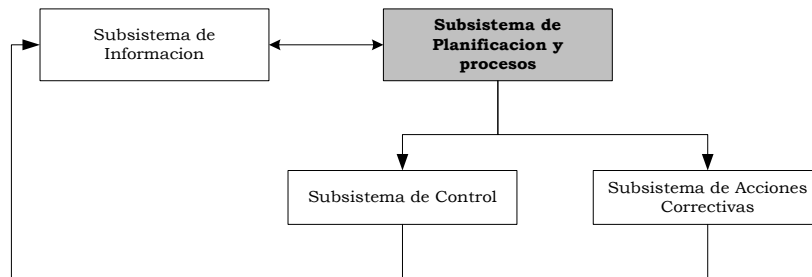 Subsistema de
Informacion
Subsistema de
Planificacion y
procesos
Subsistema de Control
Subsistema de Acciones
Correctivas